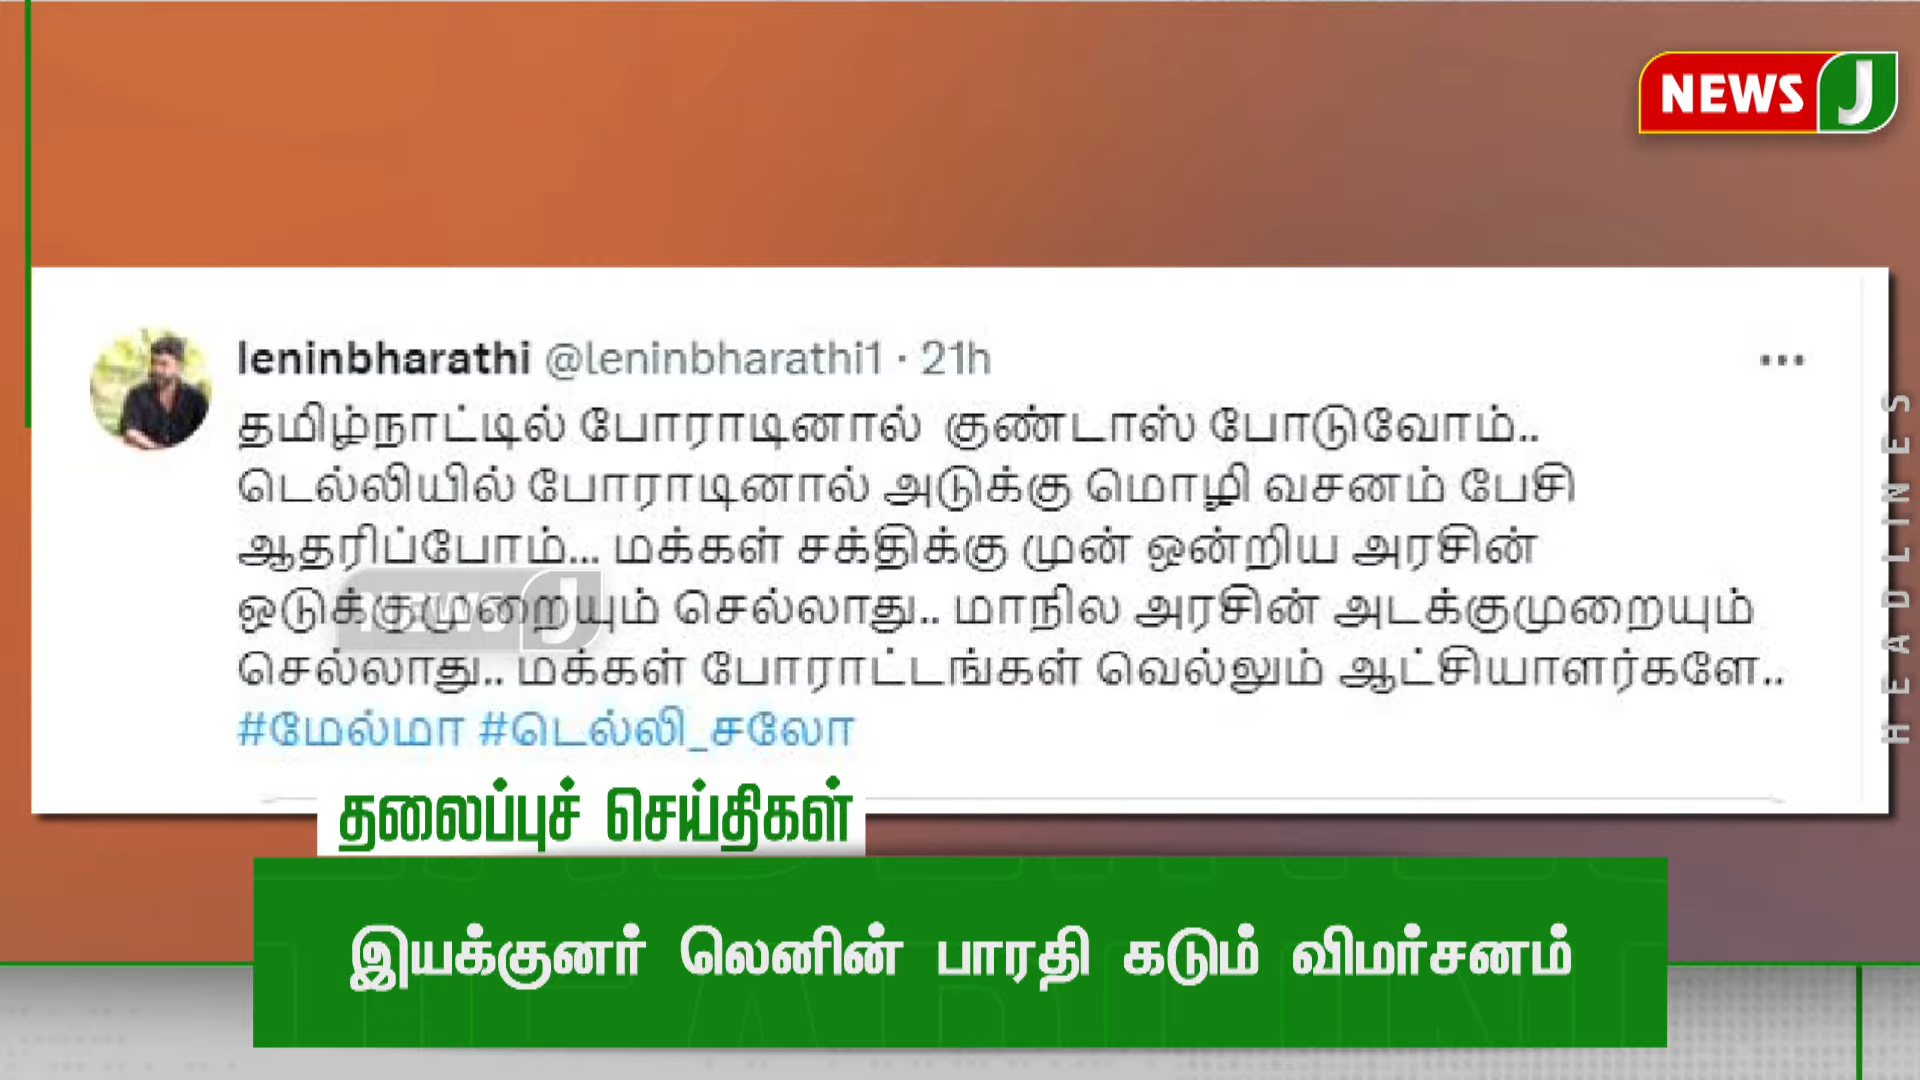 NEWS J
leninbharathi @leninbharathi1 · 21h
தமிழ்நாட்டில் போராடினால் குண்டாஸ் போடுவோம்..
டெல்லியில் போராடினால் அடுக்கு மொழி வசனம் பேசி
ஆதரிப்போம்... மக்கள் சக்திக்கு முன் ஒன்றிய அரசின்
ஒடுக்குமுறையும் செல்லாது.. மாநில அரசின் அடக்குமுறையும்
செல்லாது.. மக்கள் போராட்டங்கள் வெல்லும் ஆட்சியாளர்களே..
#மேல்மா #டெல்லி_சலோ
NEWS J
HEADLINES
தலைப்புச் செய்திகள்
இயக்குனர் லெனின் பாரதி கடும் விமர்சனம்